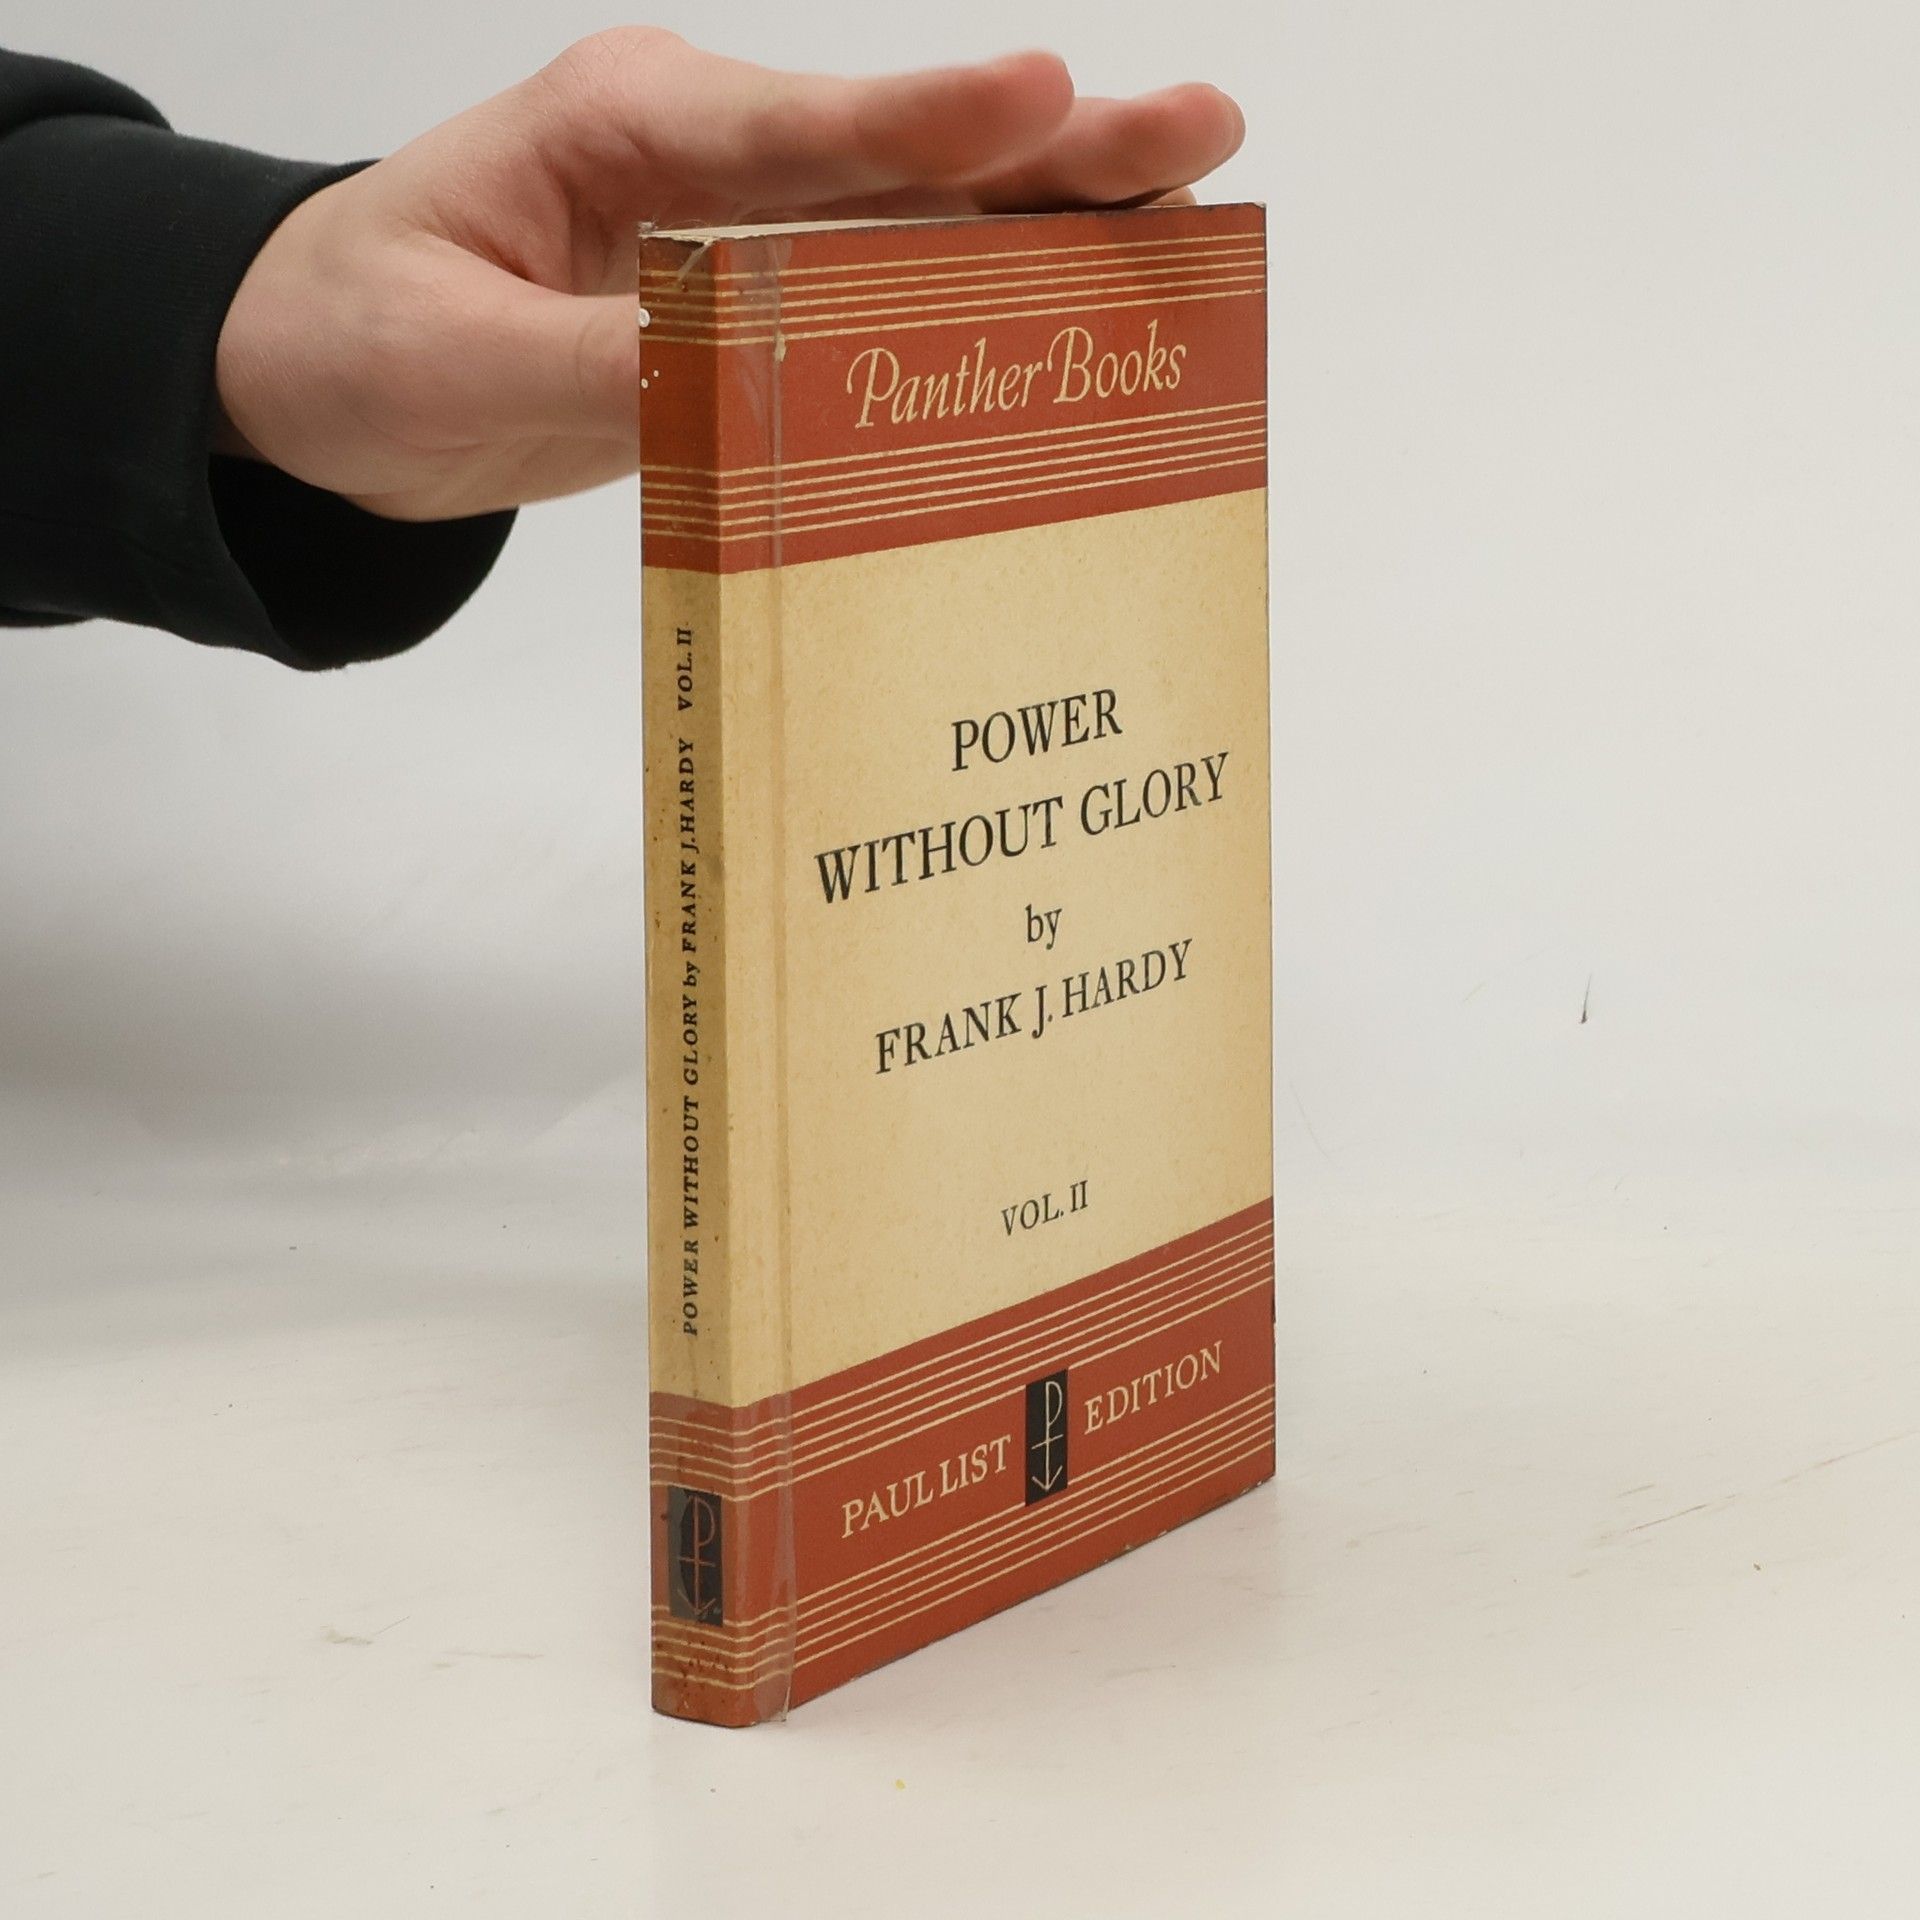 Panther Books
POWER
WITHOUT GLORY
by
FRANK J. HARDY
VOL. II
PAUL LIST EDITION
POWER WITHOUT GLORY by FRANK J. HARDY VOL. II